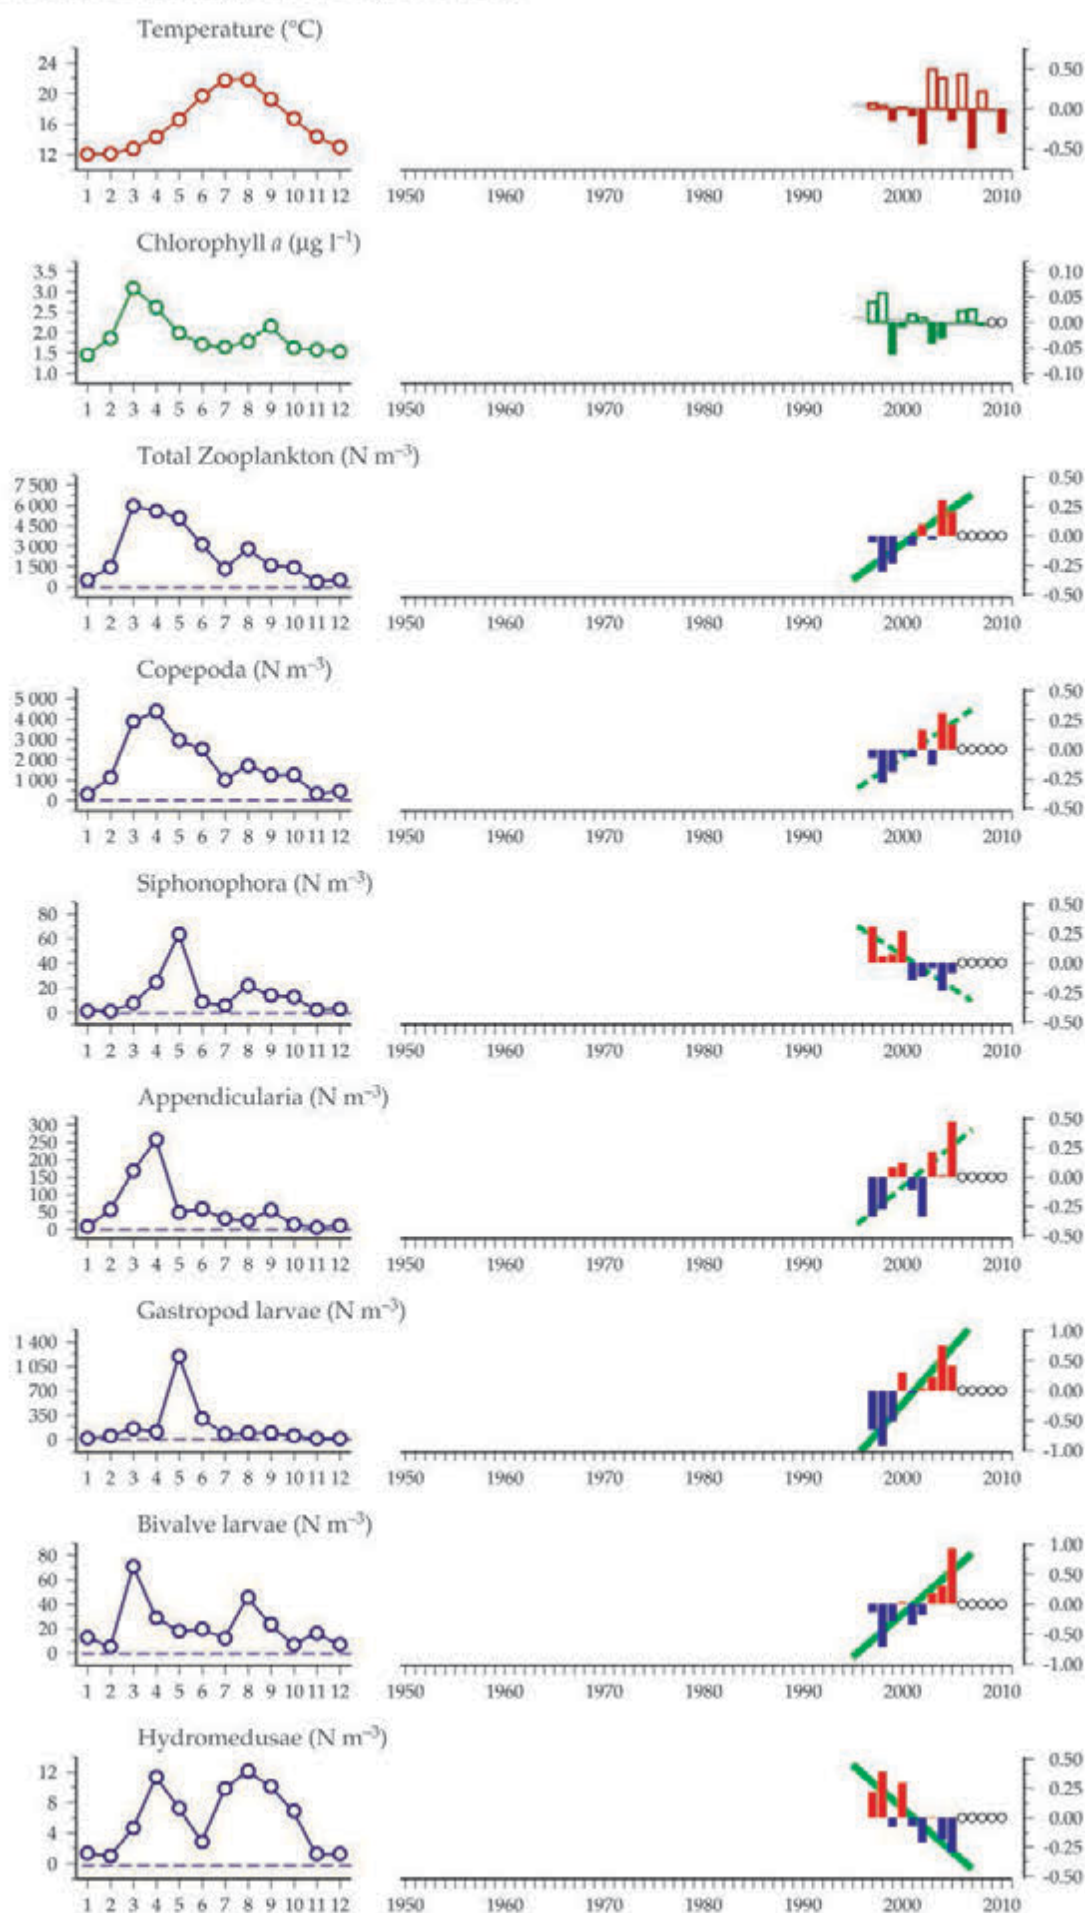 Temperature (°C)
24 20 16 12
0.50 0.00 -0.50
1 2 3 4 5 6 7 8 9 10 11 12 1950 1960 1970 1980 1990 2000 2010
Chlorophyll a (µg l⁻¹)
3.5 3.0 2.5 2.0 1.5 1.0
0.10 0.05 0.00 -0.05 -0.10
1 2 3 4 5 6 7 8 9 10 11 12 1950 1960 1970 1980 1990 2000 2010
Total Zooplankton (N m⁻³)
7 500 6 000 4 500 3 000 1 500 0
0.50 0.25 0.00 -0.25 -0.50
1 2 3 4 5 6 7 8 9 10 11 12 1950 1960 1970 1980 1990 2000 2010
Copepoda (N m⁻³)
5 000 4 000 3 000 2 000 1 000 0
0.50 0.25 0.00 -0.25 -0.50
1 2 3 4 5 6 7 8 9 10 11 12 1950 1960 1970 1980 1990 2000 2010
Siphonophora (N m⁻³)
80 60 40 20 0
0.50 0.25 0.00 -0.25 -0.50
1 2 3 4 5 6 7 8 9 10 11 12 1950 1960 1970 1980 1990 2000 2010
Appendicularia (N m⁻³)
300 250 200 150 100 50 0
0.50 0.25 0.00 -0.25 -0.50
1 2 3 4 5 6 7 8 9 10 11 12 1950 1960 1970 1980 1990 2000 2010
Gastropod larvae (N m⁻³)
1 400 1 050 700 350 0
1.00 0.50 0.00 -0.50 -1.00
1 2 3 4 5 6 7 8 9 10 11 12 1950 1960 1970 1980 1990 2000 2010
Bivalve larvae (N m⁻³)
80 60 40 20 0
1.00 0.50 0.00 -0.50 -1.00
1 2 3 4 5 6 7 8 9 10 11 12 1950 1960 1970 1980 1990 2000 2010
Hydromedusae (N m⁻³)
12 8 4 0
0.50 0.25 0.00 -0.25 -0.50
1 2 3 4 5 6 7 8 9 10 11 12 1950 1960 1970 1980 1990 2000 2010